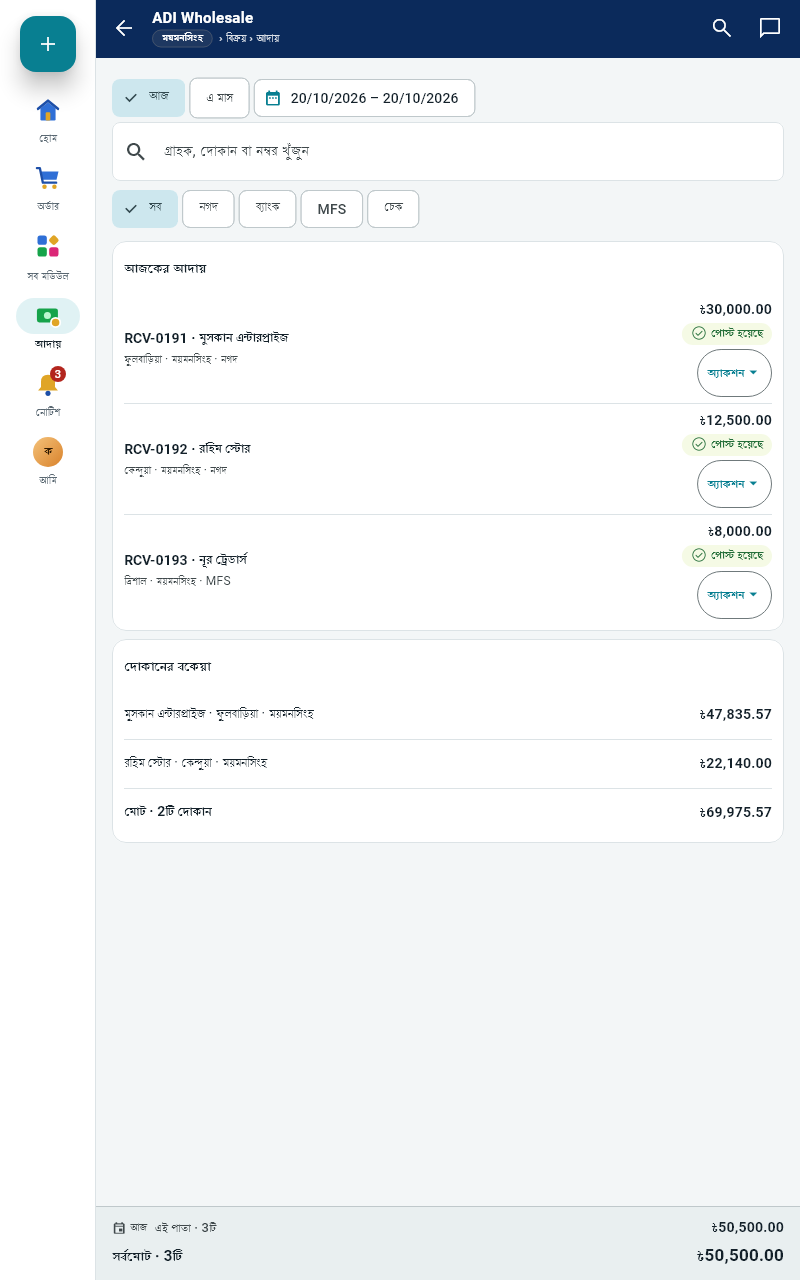 ADI Wholesale
ময়মনসিংহ › বিক্রয় › আদায়
হোম
অর্ডার
সব মডিউল
আদায়
3
নোটিশ
ক
আমি
আজ
এ মাস
20/10/2026 – 20/10/2026
গ্রাহক, দোকান বা নম্বর খুঁজুন
সব
নগদ
ব্যাংক
MFS
চেক
আজকের আদায়
৳30,000.00
RCV-0191 · মুসকান এন্টারপ্রাইজ
পোস্ট হয়েছে
ফুলবাড়িয়া · ময়মনসিংহ · নগদ
অ্যাকশন
৳12,500.00
RCV-0192 · রহিম স্টোর
পোস্ট হয়েছে
কেন্দুয়া · ময়মনসিংহ · নগদ
অ্যাকশন
৳8,000.00
RCV-0193 · নূর ট্রেডার্স
পোস্ট হয়েছে
ত্রিশাল · ময়মনসিংহ · MFS
অ্যাকশন
দোকানের বকেয়া
মুসকান এন্টারপ্রাইজ · ফুলবাড়িয়া · ময়মনসিংহ ৳47,835.57
রহিম স্টোর · কেন্দুয়া · ময়মনসিংহ ৳22,140.00
মোট · 2টি দোকান ৳69,975.57
আজ এই পাতা · 3টি ৳50,500.00
সর্বমোট · 3টি ৳50,500.00